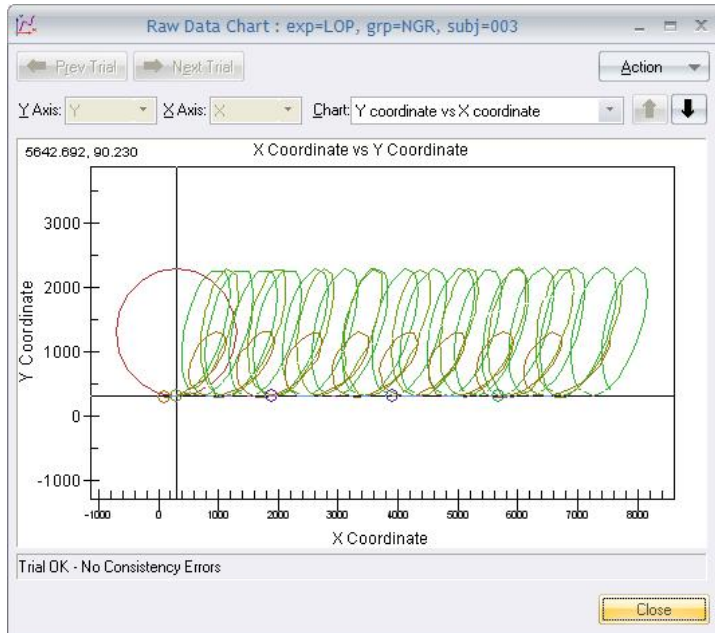 Raw Data Chart : exp=LOP, grp=NGR, subj=003
Prev Trial Next Trial Action
Y Axis: Y X Axis: X Chart: Y coordinate vs X coordinate
5642.692, 90.230 X Coordinate vs Y Coordinate
3000
2000
1000
0
-1000
Y Coordinate
-1000 0 1000 2000 3000 4000 5000 6000 7000 8000
X Coordinate
Trial OK - No Consistency Errors
Close